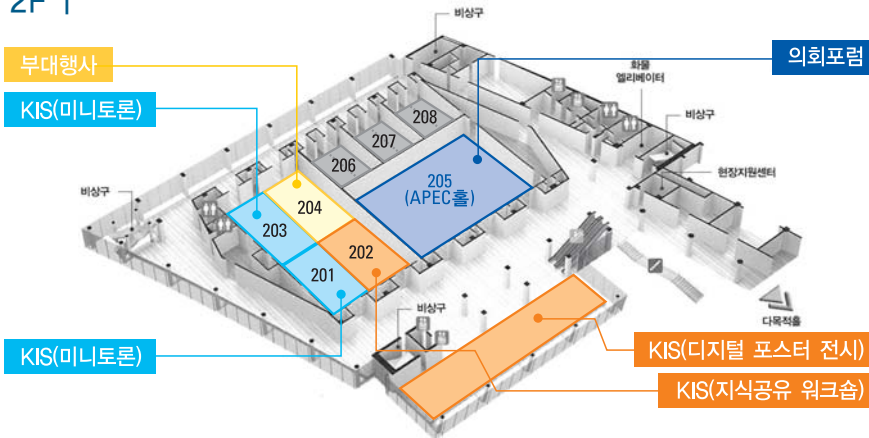 2F
비상구
부대행사
의회포럼
화물
엘리베이터
KIS(미니토론)
208
비상구
207
206
현장지원센터
205
(APEC홀)
비상구
204
203
202
201
비상구
다목적홀
KIS(미니토론)
KIS(디지털 포스터 전시)
KIS(지식공유 워크숍)